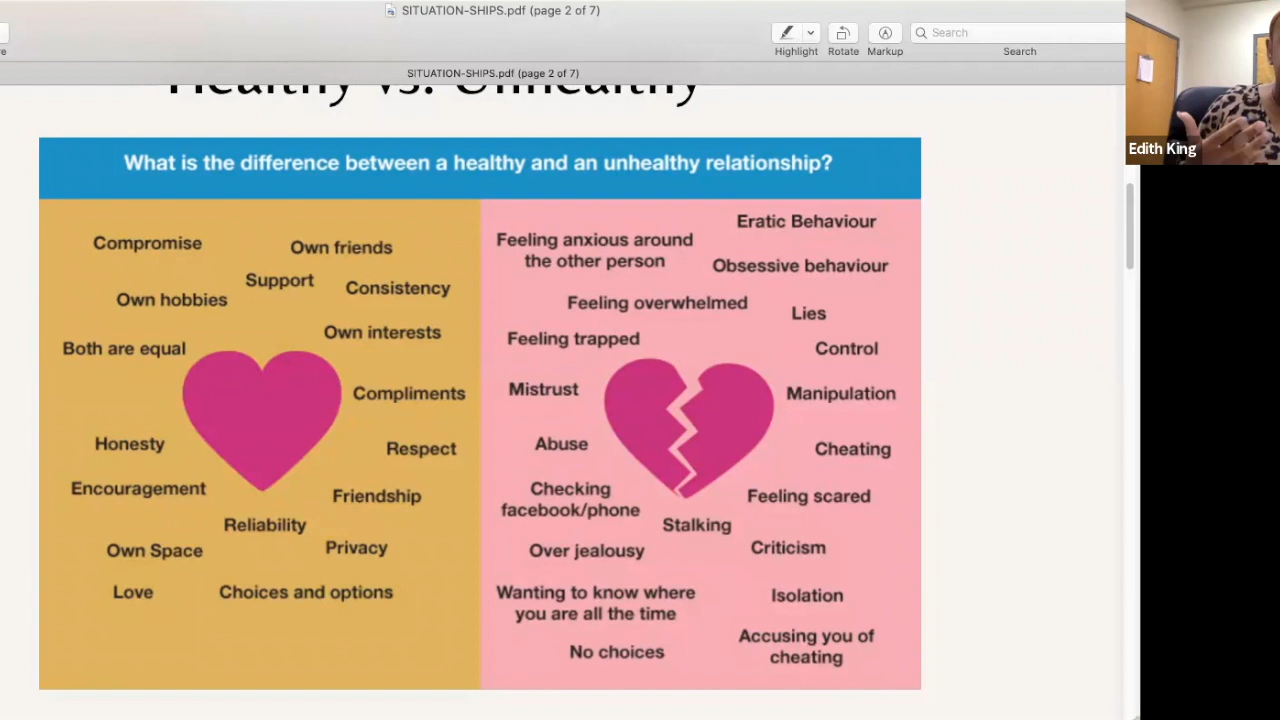 SITUATION-SHIPS.pdf (page 2 of 7)
Highlight
Rotate
Markup
Search
Search
SITUATION-SHIPS.pdf (page 2 of 7)
Healthy vs. Unhealthy
Edith King
What is the difference between a healthy and an unhealthy relationship?
Compromise
Own friends
Support
Consistency
Own hobbies
Own interests
Both are equal
Compliments
Honesty
Respect
Encouragement
Friendship
Reliability
Own Space
Privacy
Love
Choices and options
Eratic Behaviour
Feeling anxious around
the other person
Obsessive behaviour
Feeling overwhelmed
Lies
Feeling trapped
Control
Mistrust
Manipulation
Abuse
Cheating
Checking
facebook/phone
Feeling scared
Stalking
Over jealousy
Criticism
Wanting to know where
you are all the time
Isolation
No choices
Accusing you of
cheating